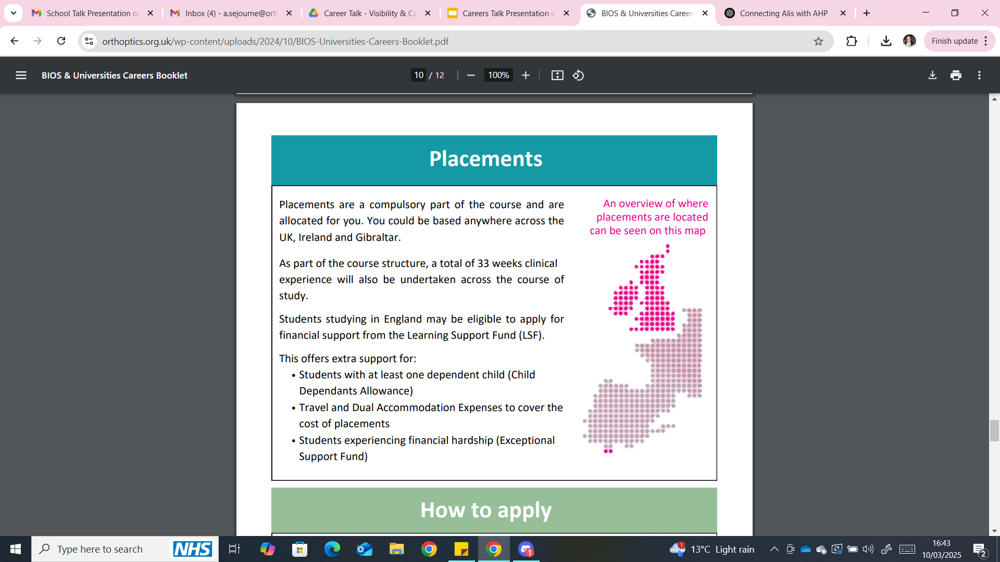 School Talk Presentation o
Inbox (4) - a.sejourne@ort
Career Talk - Visibility & Ca
Careers Talk Presentation o
BIOS & Universities Careers
Connecting Alis with AHP
orthoptics.org.uk/wp-content/uploads/2024/10/BIOS-Universities-Careers-Booklet.pdf
Finish update
BIOS & Universities Careers Booklet
10 / 12
100%
Placements
Placements are a compulsory part of the course and are
allocated for you. You could be based anywhere across the
UK, Ireland and Gibraltar.
As part of the course structure, a total of 33 weeks clinical
experience will also be undertaken across the course of
study.
Students studying in England may be eligible to apply for
financial support from the Learning Support Fund (LSF).
This offers extra support for:
• Students with at least one dependent child (Child
Dependants Allowance)
• Travel and Dual Accommodation Expenses to cover the
cost of placements
• Students experiencing financial hardship (Exceptional
Support Fund)
An overview of where
placements are located
can be seen on this map
How to apply
Type here to search
NHS
1
1
13°C Light rain
16:43
10/03/2025
2